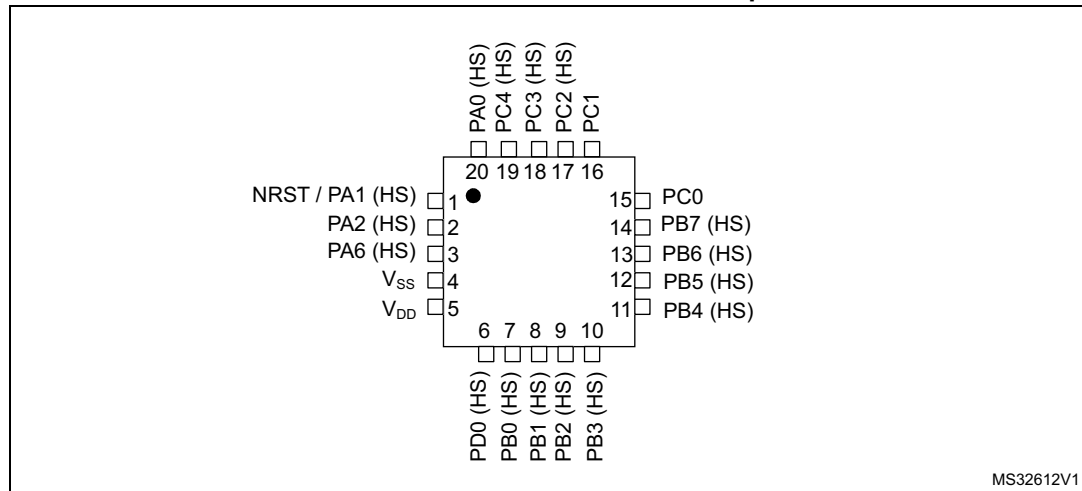 PA0 (HS)
PC4 (HS)
PC3 (HS)
PC2 (HS)
PC1
20 19 18 17 16
NRST / PA1 (HS) 1
PA2 (HS) 2
PA6 (HS) 3
VSS 4
VDD 5
15 PC0
14 PB7 (HS)
13 PB6 (HS)
12 PB5 (HS)
11 PB4 (HS)
6 7 8 9 10
PD0 (HS)
PB0 (HS)
PB1 (HS)
PB2 (HS)
PB3 (HS)
MS32612V1